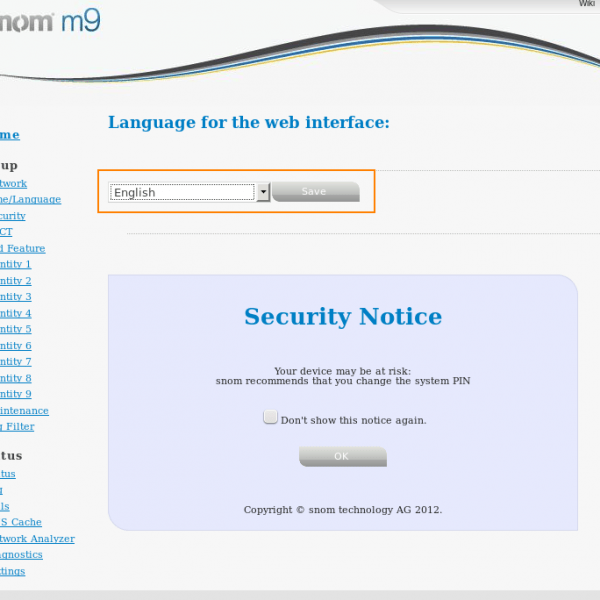 Wiki
nom m9
me
up
twork
ne/Language
curity
CT
d Feature
ntity 1
ntity 2
ntity 3
ntity 4
ntity 5
ntity 6
ntity 7
ntity 8
ntity 9
intenance
g Filter
tus
tus
g
ls
S Cache
twork Analyzer
agnostics
ttings
Language for the web interface:
English Save
Security Notice
Your device may be at risk:
snom recommends that you change the system PIN
Don't show this notice again.
OK
Copyright © snom technology AG 2012.